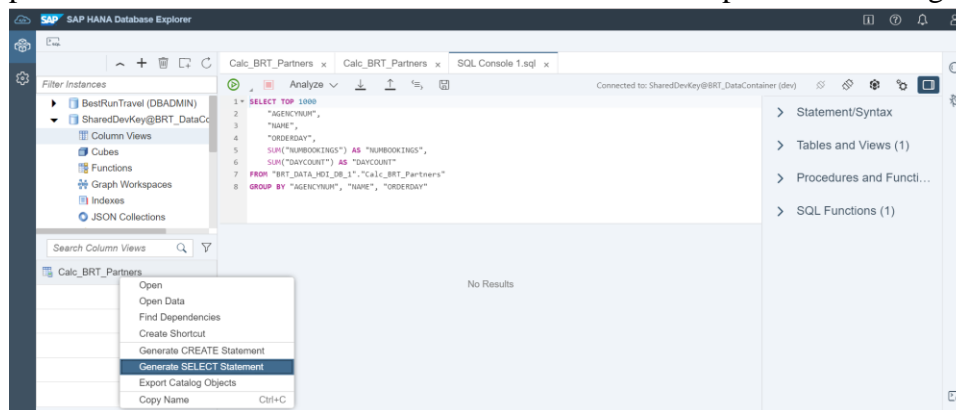 SAP SAP HANA Database Explorer
Filter Instances
BestRunTravel (DBADMIN)
SharedDevKey@BRT_DataCc
Column Views
Cubes
Functions
Graph Workspaces
Indexes
JSON Collections
Search Column Views
Calc_BRT_Partners
Open
Open Data
Find Dependencies
Create Shortcut
Generate CREATE Statement
Generate SELECT Statement
Export Catalog Objects
Copy Name Ctrl+C
Calc_BRT_Partners x Calc_BRT_Partners x SQL Console 1.sql x
Analyze Connected to: SharedDevKey@BRT_DataContainer (dev)
1 SELECT TOP 1000
2 "AGENCYNUM",
3 "NAME",
4 "ORDERDAY",
5 SUM("NUMBOOKINGS") AS "NUMBOOKINGS",
6 SUM("DAYCOUNT") AS "DAYCOUNT"
7 FROM "BRT_DATA_HDI_DB_1"."Calc_BRT_Partners"
8 GROUP BY "AGENCYNUM", "NAME", "ORDERDAY"
No Results
Statement/Syntax
Tables and Views (1)
Procedures and Functi...
SQL Functions (1)